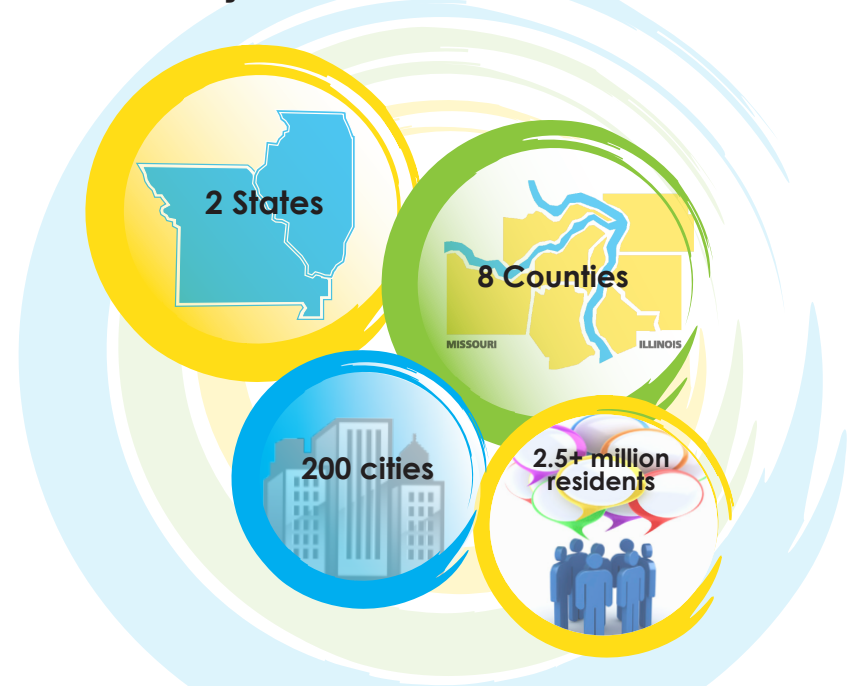 2 States
8 Counties
MISSOURI
ILLINOIS
200 cities
2.5+ million
residents